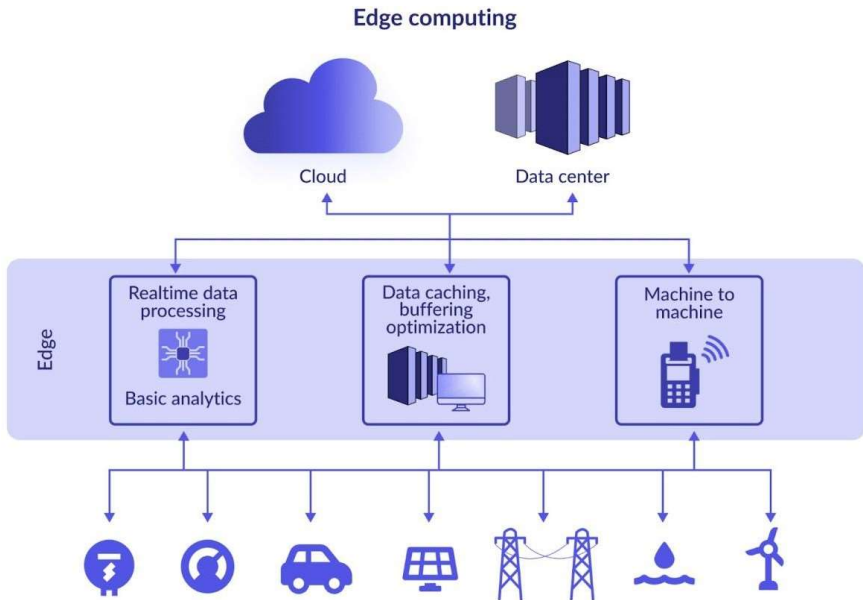 Edge computing
Cloud
Data center
Edge
Realtime data
processing
Basic analytics
Data caching,
buffering
optimization
Machine to
machine